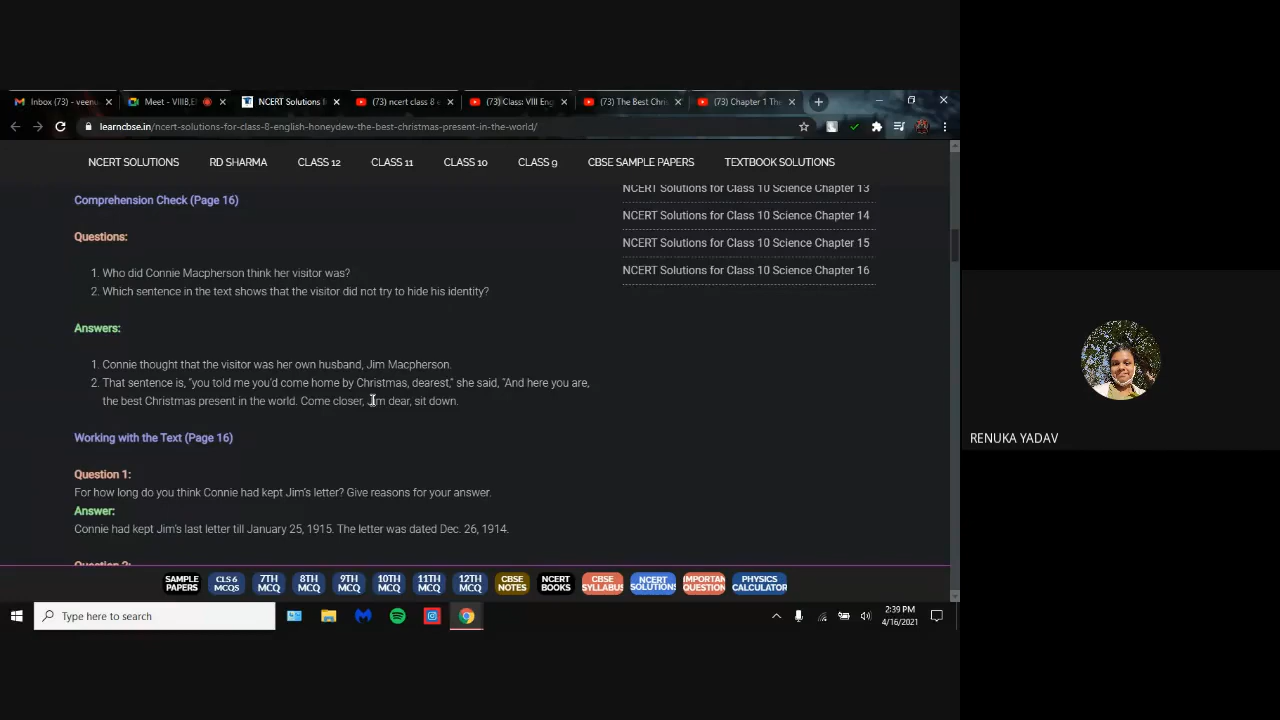 Inbox (73) - veenu
Meet - VIIIB,E
NCERT Solutions
(73) ncert class 8 e
(73) Class: VIII Eng
(73) The Best Chris
(73) Chapter 1 The
learncbse.in/ncert-solutions-for-class-8-english-honeydew-the-best-christmas-present-in-the-world/
NCERT SOLUTIONS RD SHARMA CLASS 12 CLASS 11 CLASS 10 CLASS 9 CBSE SAMPLE PAPERS TEXTBOOK SOLUTIONS
Comprehension Check (Page 16)
Questions:
1. Who did Connie Macpherson think her visitor was?
2. Which sentence in the text shows that the visitor did not try to hide his identity?
Answers:
1. Connie thought that the visitor was her own husband, Jim Macpherson.
2. That sentence is, "you told me you'd come home by Christmas, dearest," she said, "And here you are,
the best Christmas present in the world. Come closer, Jim dear, sit down.
Working with the Text (Page 16)
Question 1:
For how long do you think Connie had kept Jim's letter? Give reasons for your answer.
Answer:
Connie had kept Jim's last letter till January 25, 1915. The letter was dated Dec. 26, 1914.
NCERT Solutions for Class 10 Science Chapter 13
NCERT Solutions for Class 10 Science Chapter 14
NCERT Solutions for Class 10 Science Chapter 15
NCERT Solutions for Class 10 Science Chapter 16
RENUKA YADAV
SAMPLE PAPERS
CLS 6 MCQS
7TH MCQ
8TH MCQ
9TH MCQ
10TH MCQ
11TH MCQ
12TH MCQ
CBSE NOTES
NCERT BOOKS
CBSE SYLLABUS
NCERT SOLUTIONS
IMPORTAN QUESTION
PHYSICS CALCULATOR
Type here to search
2:39 PM
4/16/2021